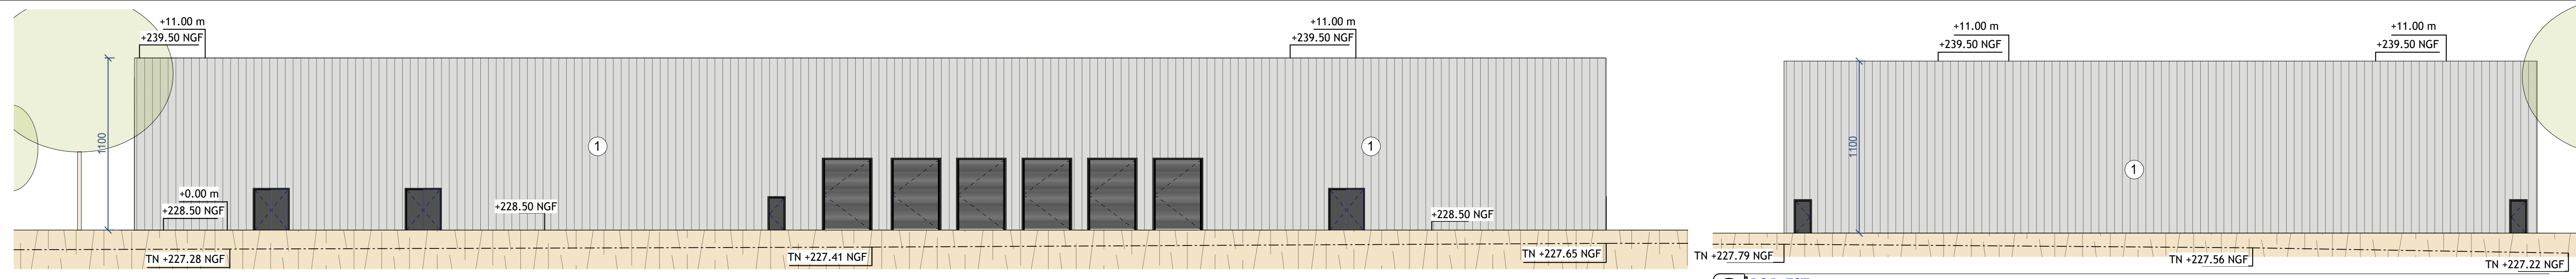 +11.00 m
+239.50 NGF
1100
+0.00 m
+228.50 NGF
+228.50 NGF
1
TN +227.28 NGF
TN +227.41 NGF
+11.00 m
+239.50 NGF
1
+228.50 NGF
TN +227.65 NGF
+11.00 m
+239.50 NGF
+11.00 m
+239.50 NGF
1100
1
TN +227.79 NGF
TN +227.56 NGF
TN +227.22 NGF